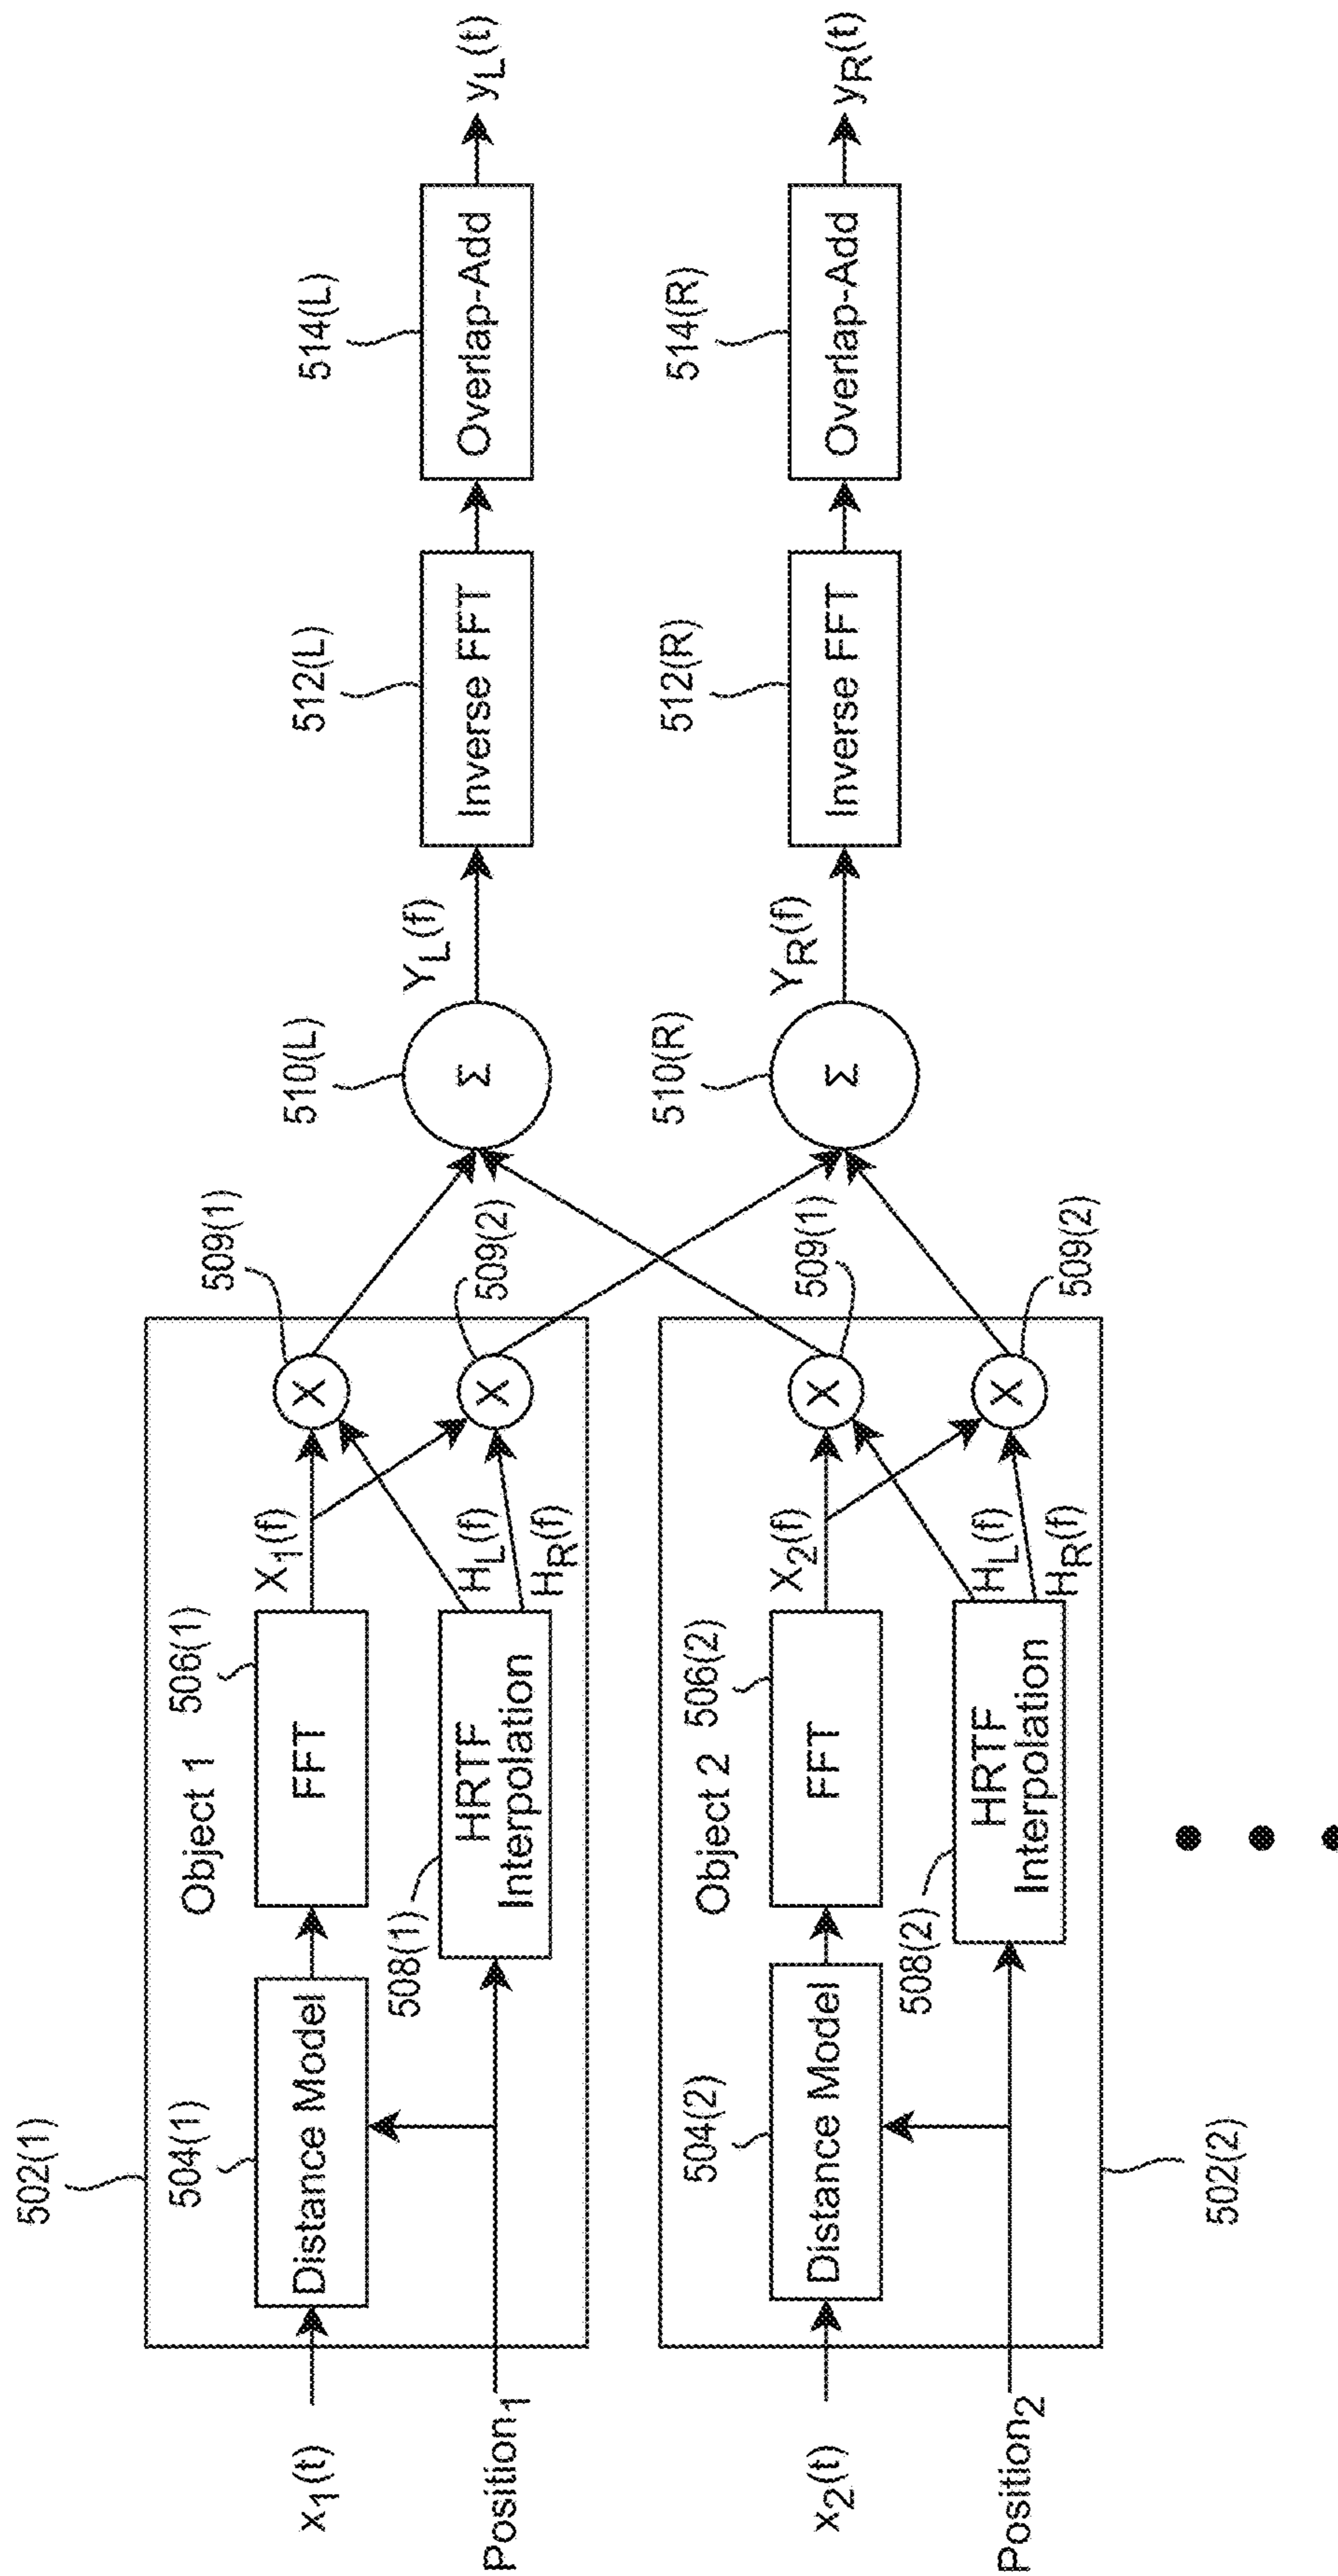 502(1)
Object 1
504(1)
506(1)
509(1)
x1(t)
Distance Model
FFT
X1(f)
X
508(1)
HRTF
Interpolation
HL(f)
HR(f)
X
509(2)
Position1
510(L)
Σ
YL(f)
512(L)
Inverse FFT
514(L)
Overlap-Add
yL(t)
Object 2
504(2)
506(2)
509(1)
x2(t)
Distance Model
FFT
X2(f)
X
508(2)
HRTF
Interpolation
HL(f)
HR(f)
X
509(2)
Position2
502(2)
510(R)
Σ
YR(f)
512(R)
Inverse FFT
514(R)
Overlap-Add
yR(t)